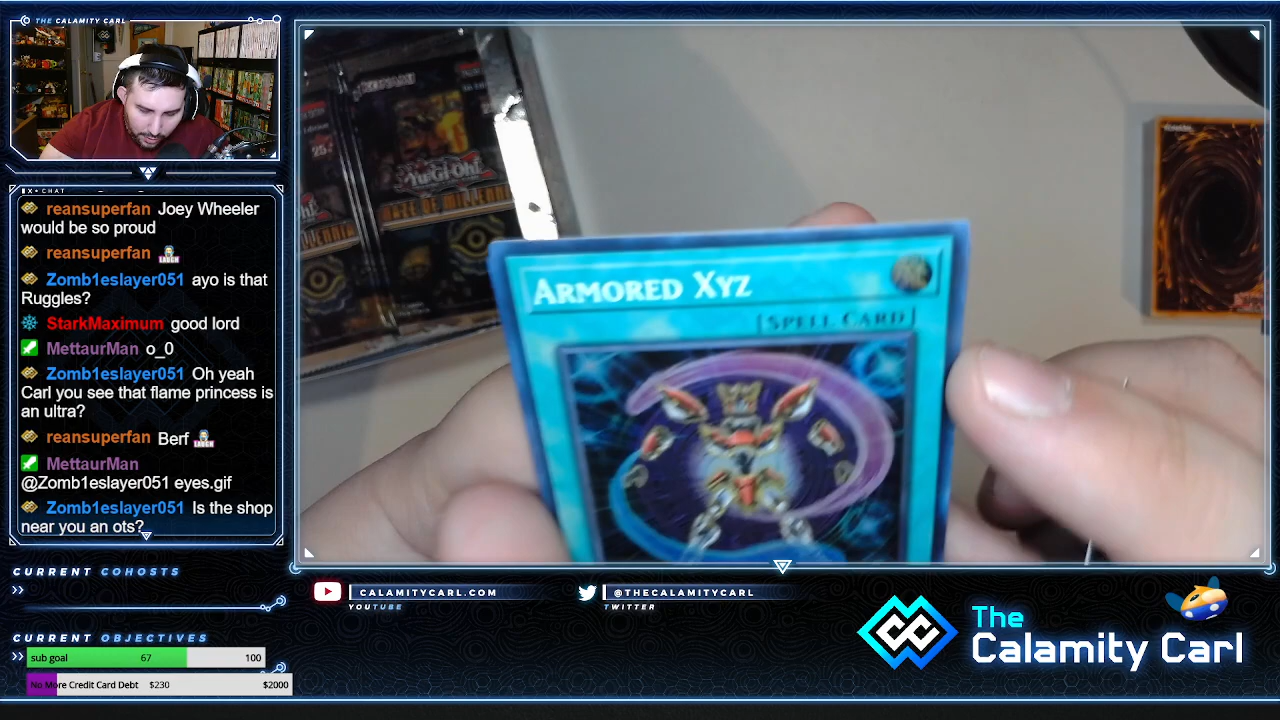 THE CALAMITY CARL
CHAT
reansuperfan Joey Wheeler
would be so proud
reansuperfan
Zomb1eslayer051 ayo is that
Ruggles?
StarkMaximum good lord
MettaurMan o_0
Zomb1eslayer051 Oh yeah
Carl you see that flame princess is
an ultra?
reansuperfan Berf
MettaurMan
@Zomb1eslayer051 eyes.gif
Zomb1eslayer051 Is the shop
near you an ots?
CURRENT COHOSTS
CURRENT OBJECTIVES
sub goal 67 100
No More Credit Card Debt $230 $2000
KONAMI
Yu-Gi-Oh!
ARMORED XYZ
SPELL CARD
CALAMITYCARL.COM
YOUTUBE
@THECALAMITYCARL
TWITTER
The
Calamity Carl